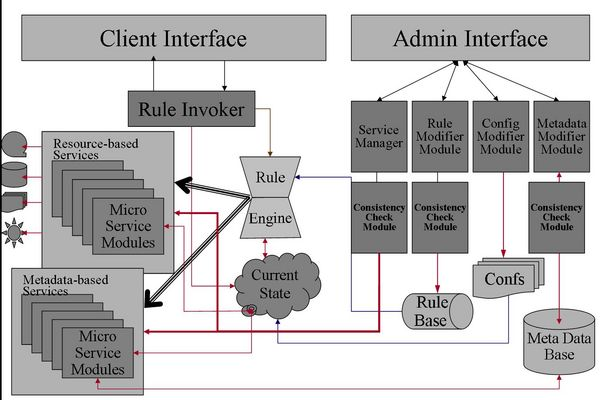 Client Interface
Admin Interface
Rule Invoker
Service
Manager
Rule
Modifier
Module
Config
Modifier
Module
Metadata
Modifier
Module
Resource-based
Services
Micro
Service
Modules
Rule
Engine
Consistency
Check
Module
Consistency
Check
Module
Consistency
Check
Module
Current
State
Confs
Metadata-based
Services
Micro
Service
Modules
Rule
Base
Meta Data
Base